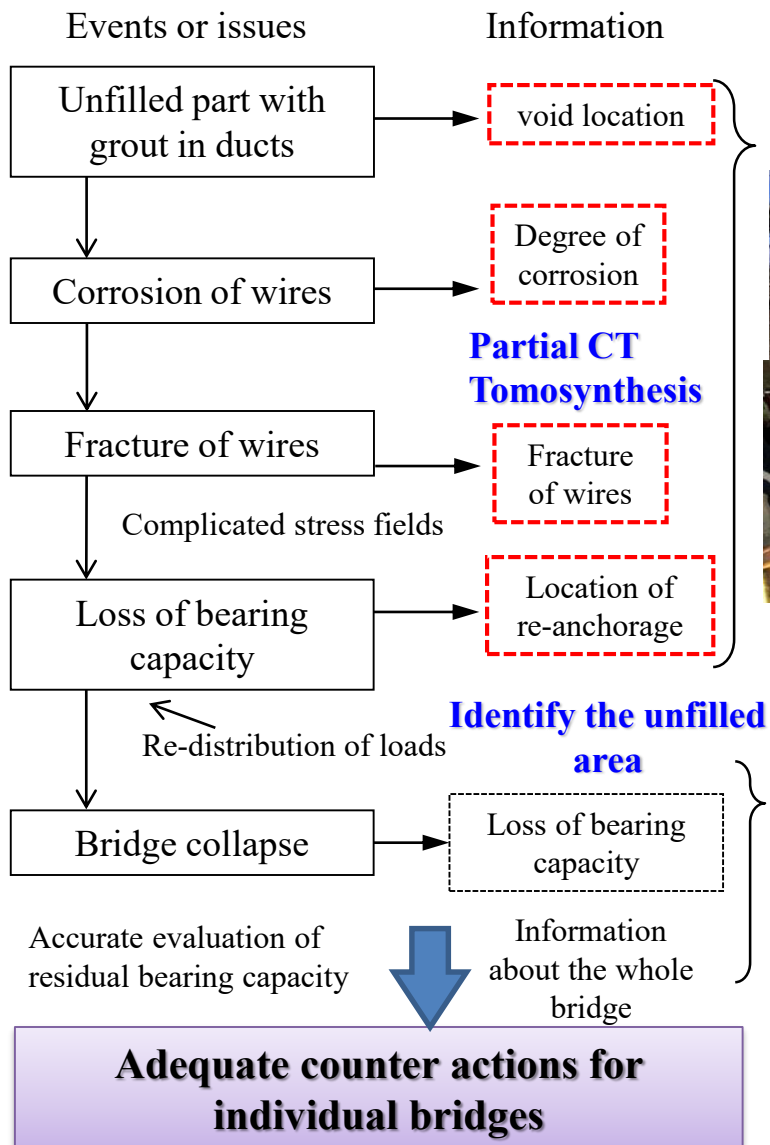 Events or issues
Information
Unfilled part with
grout in ducts
void location
Degree of
corrosion
Corrosion of wires
Partial CT
Tomosynthesis
Fracture of wires
Fracture
of wires
Complicated stress fields
Loss of bearing
capacity
Location of
re-anchorage
Identify the unfilled
area
Re-distribution of loads
Bridge collapse
Loss of bearing
capacity
Accurate evaluation of
residual bearing capacity
Information
about the whole
bridge
Adequate counter actions for
individual bridges